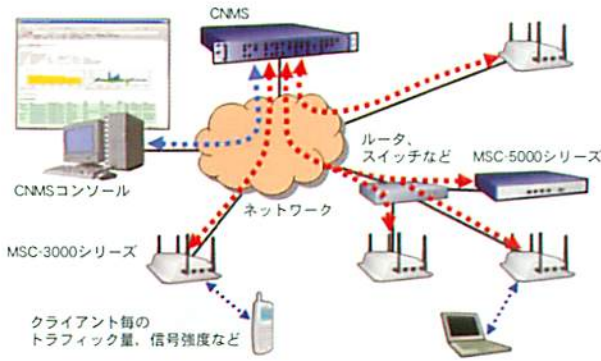 CNMS
ルータ、
スイッチなど
MSC-5000シリーズ
CNMSコンソール
ネットワーク
MSC-3000シリーズ
クライアント毎の
トラフィック量、信号強度など